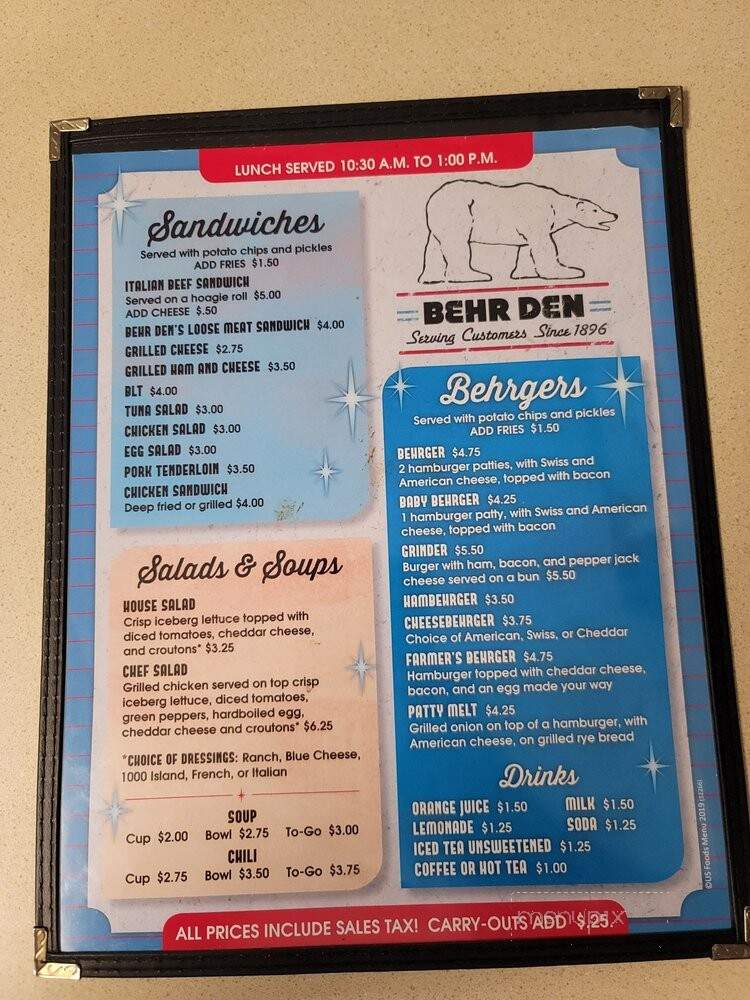 LUNCH SERVED 10:30 A.M. TO 1:00 P.M.
Sandwiches
Served with potato chips and pickles
ADD FRIES $1.50
ITALIAN BEEF SANDWICH
Served on a hoagie roll $5.00
ADD CHEESE $.50
BEHR DEN'S LOOSE MEAT SANDWICH $4.00
GRILLED CHEESE $2.75
GRILLED HAM AND CHEESE $3.50
BLT $4.00
TUNA SALAD $3.00
CHICKEN SALAD $3.00
EGG SALAD $3.00
PORK TENDERLOIN $3.50
CHICKEN SANDWICH
Deep fried or grilled $4.00
Salads & Soups
HOUSE SALAD
Crisp iceberg lettuce topped with
diced tomatoes, cheddar cheese,
and croutons* $3.25
CHEF SALAD
Grilled chicken served on top crisp
iceberg lettuce, diced tomatoes,
green peppers, hardboiled egg,
cheddar cheese and croutons* $6.25
*CHOICE OF DRESSINGS: Ranch, Blue Cheese,
1000 Island, French, or Italian
SOUP
Cup $2.00 Bowl $2.75 To-Go $3.00
CHILI
Cup $2.75 Bowl $3.50 To-Go $3.75
BEHR DEN
Serving Customers Since 1896
Behrgers
Served with potato chips and pickles
ADD FRIES $1.50
BEHRGER $4.75
2 hamburger patties, with Swiss and
American cheese, topped with bacon
BABY BEHRGER $4.25
1 hamburger patty, with Swiss and American
cheese, topped with bacon
GRINDER $5.50
Burger with ham, bacon, and pepper jack
cheese served on a bun $5.50
HAMBEHRGER $3.50
CHEESEBEHRGER $3.75
Choice of American, Swiss, or Cheddar
FARMER'S BEHRGER $4.75
Hamburger topped with cheddar cheese,
bacon, and an egg made your way
PATTY MELT $4.25
Grilled onion on top of a hamburger, with
American cheese, on grilled rye bread
Drinks
ORANGE JUICE $1.50 MILK $1.50
LEMONADE $1.25 SODA $1.25
ICED TEA UNSWEETENED $1.25
COFFEE OR HOT TEA $1.00
©US Foods Menu 2019
ALL PRICES INCLUDE SALES TAX! CARRY-OUTS ADD $.25.
menupix